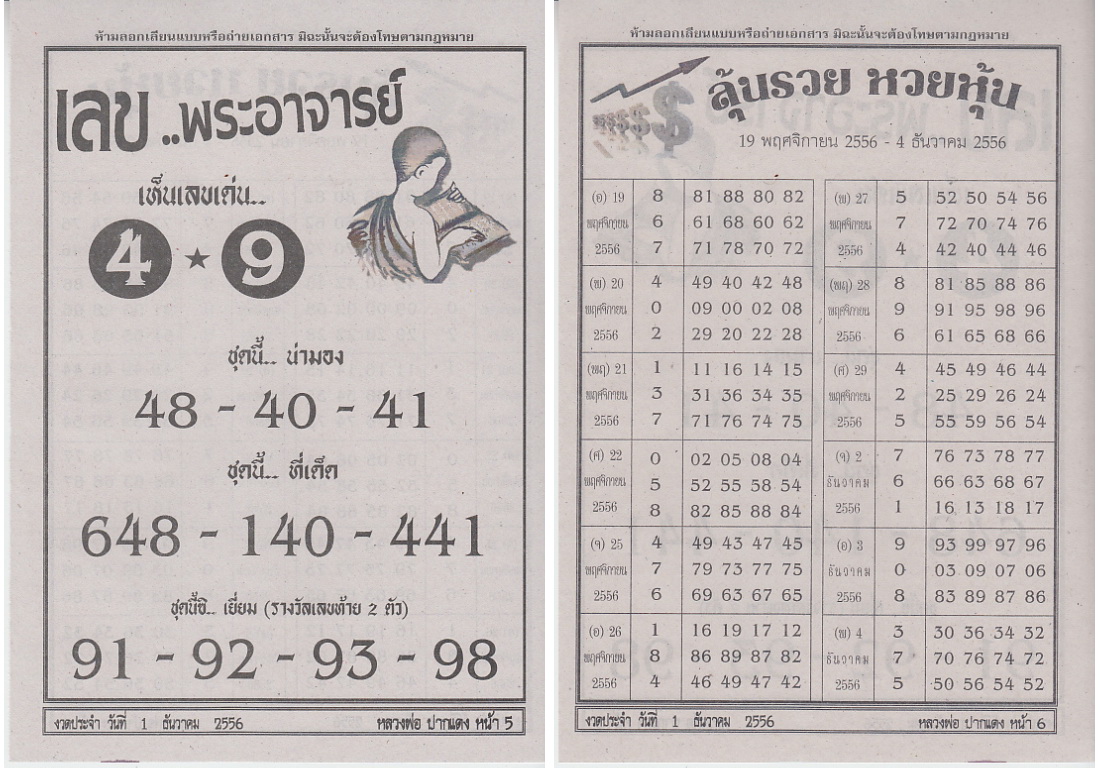 ห้ามลอกเลียนแบบหรือถ่ายเอกสาร มิฉะนั้นจะต้องโทษตามกฎหมาย
เลข ..พระอาจารย์
เห็นเลขเด่น..
4 ★ 9
ชุดนี้... น่ามอง
48 - 40 - 41
ชุดนี้... ที่เด็ด
648 - 140 - 441
ชุดนี้ซิ... เยี่ยม (รางวัลเลขท้าย 2 ตัว)
91 - 92 - 93 - 98
งวดประจำ วันที่ 1 ธันวาคม 2556 หลวงพ่อ ปากแดง หน้า 5
ห้ามลอกเลียนแบบหรือถ่ายเอกสาร มิฉะนั้นจะต้องโทษตามกฎหมาย
ลุ้นรวย หวยหุ้น
19 พฤศจิกายน 2556 - 4 ธันวาคม 2556
(อ) 19 8 81 88 80 82
พฤศจิกายน 6 61 68 60 62
2556 7 71 78 70 72
(พ) 20 4 49 40 42 48
พฤศจิกายน 0 09 00 02 08
2556 2 29 20 22 28
(พฤ) 21 1 11 16 14 15
พฤศจิกายน 3 31 36 34 35
2556 7 71 76 74 75
(ศ) 22 0 02 05 08 04
พฤศจิกายน 5 52 55 58 54
2556 8 82 85 88 84
(จ) 25 4 49 43 47 45
พฤศจิกายน 7 79 73 77 75
2556 6 69 63 67 65
(อ) 26 1 16 19 17 12
พฤศจิกายน 8 86 89 87 82
2556 4 46 49 47 42
(พ) 27 5 52 50 54 56
พฤศจิกายน 7 72 70 74 76
2556 4 42 40 44 46
(พฤ) 28 8 81 85 88 86
พฤศจิกายน 9 91 95 98 96
2556 6 61 65 68 66
(ศ) 29 4 45 49 46 44
พฤศจิกายน 2 25 29 26 24
2556 5 55 59 56 54
(จ) 2 7 76 73 78 77
ธันวาคม 6 66 63 68 67
2556 1 16 13 18 17
(อ) 3 9 93 99 97 96
ธันวาคม 0 03 09 07 06
2556 8 83 89 87 86
(พ) 4 3 30 36 34 32
ธันวาคม 7 70 76 74 72
2556 5 50 56 54 52
งวดประจำ วันที่ 1 ธันวาคม 2556 หลวงพ่อ ปากแดง หน้า 6